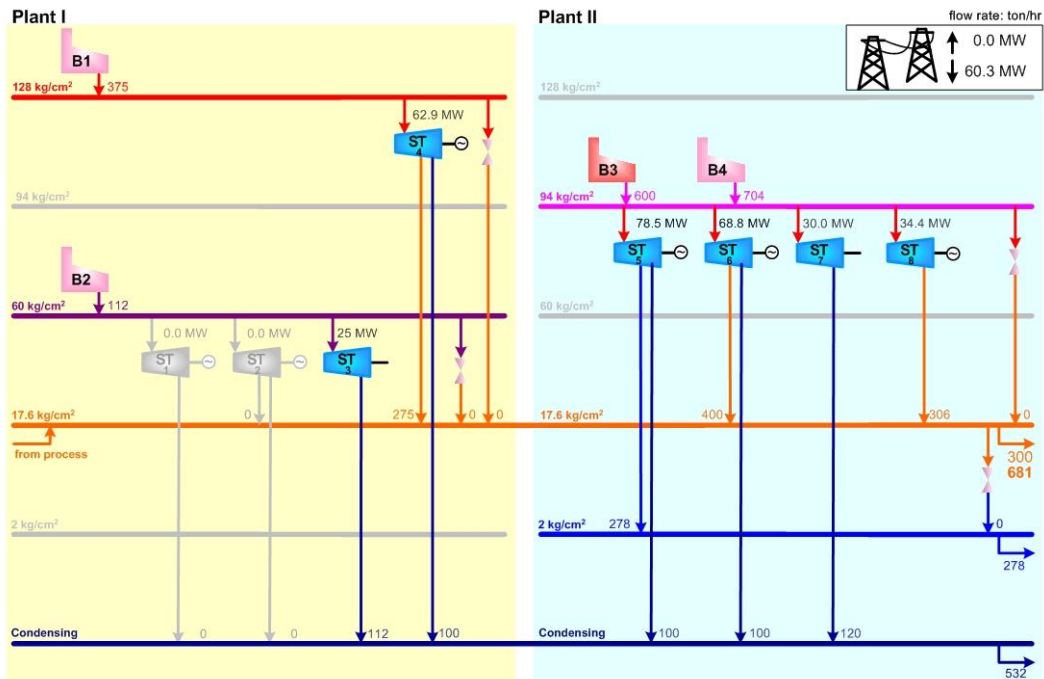 Plant I
Plant II
flow rate: ton/hr
0.0 MW
60.3 MW
B1
128 kg/cm²
375
128 kg/cm²
62.9 MW
ST
4
B3
B4
94 kg/cm²
94 kg/cm²
600
704
78.5 MW
68.8 MW
30.0 MW
34.4 MW
ST
5
ST
6
ST
7
ST
8
B2
60 kg/cm²
112
60 kg/cm²
0.0 MW
0.0 MW
25 MW
ST
1
ST
2
ST
3
17.6 kg/cm²
0
275
0
0
17.6 kg/cm²
400
306
0
from process
300
681
2 kg/cm²
2 kg/cm²
278
0
278
Condensing
0
0
112
100
Condensing
100
100
120
532